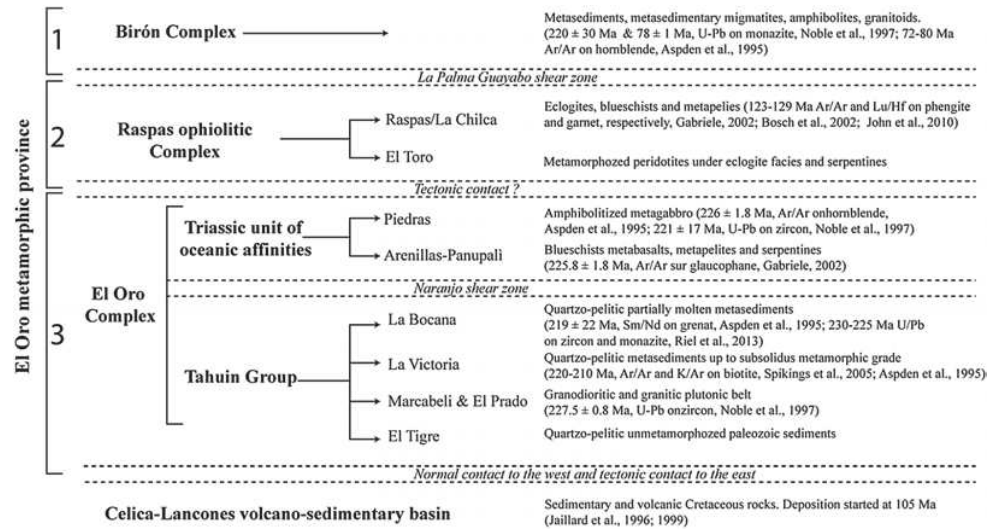 El Oro metamorphic province
1
Birón Complex
Metasediments, metasedimentary migmatites, amphibolites, granitoids.
(220 ± 30 Ma & 78 ± 1 Ma, U-Pb on monazite, Noble et al., 1997; 72-80 Ma
Ar/Ar on hornblende, Aspden et al., 1995)
La Palma Guayabo shear zone
2
Raspas ophiolitic
Complex
Raspas/La Chilca
Eclogites, blueschists and metapelies (123-129 Ma Ar/Ar and Lu/Hf on phengite
and garnet, respectively, Gabriele, 2002; Bosch et al., 2002; John et al., 2010)
El Toro
Metamorphozed peridotites under eclogite facies and serpentines
Tectonic contact ?
3
El Oro
Complex
Triassic unit of
oceanic affinities
Piedras
Amphibolitized metagabbro (226 ± 1.8 Ma, Ar/Ar onhornblende,
Aspden et al., 1995; 221 ± 17 Ma, U-Pb on zircon, Noble et al., 1997)
Arenillas-Panupali
Blueschists metabasalts, metapelites and serpentines
(225.8 ± 1.8 Ma, Ar/Ar sur glaucophane, Gabriele, 2002)
Naranjo shear zone
Tahuin Group
La Bocana
Quartzo-pelitic partially molten metasediments
(219 ± 22 Ma, Sm/Nd on grenat, Aspden et al., 1995; 230-225 Ma U/Pb
on zircon and monazite, Riel et al., 2013)
La Victoria
Quartzo-pelitic metasediments up to subsolidus metamorphic grade
(220-210 Ma, Ar/Ar and K/Ar on biotite, Spikings et al., 2005; Aspden et al., 1995)
Marcabeli & El Prado
Granodioritic and granitic plutonic belt
(227.5 ± 0.8 Ma, U-Pb onzircon, Noble et al., 1997)
El Tigre
Quartzo-pelitic unmetamorphozed paleozoic sediments
Normal contact to the west and tectonic contact to the east
Celica-Lancones volcano-sedimentary basin
Sedimentary and volcanic Cretaceous rocks. Deposition started at 105 Ma
(Jaillard et al., 1996; 1999)